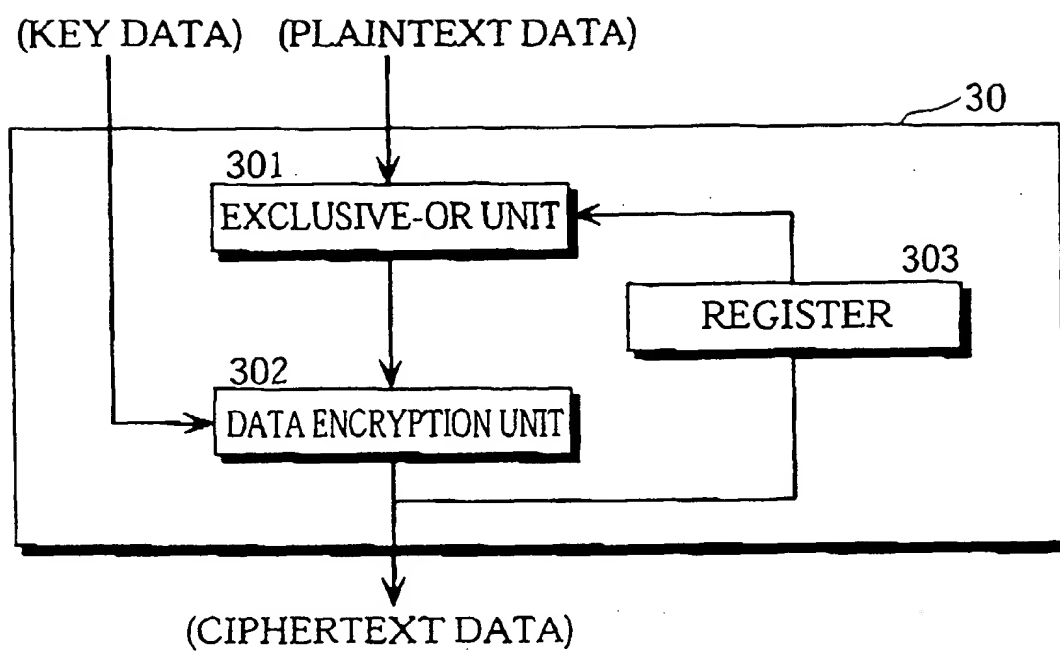 (KEY DATA) (PLAINTEXT DATA)
30
301
EXCLUSIVE-OR UNIT
303
REGISTER
302
DATA ENCRYPTION UNIT
(CIPHERTEXT DATA)